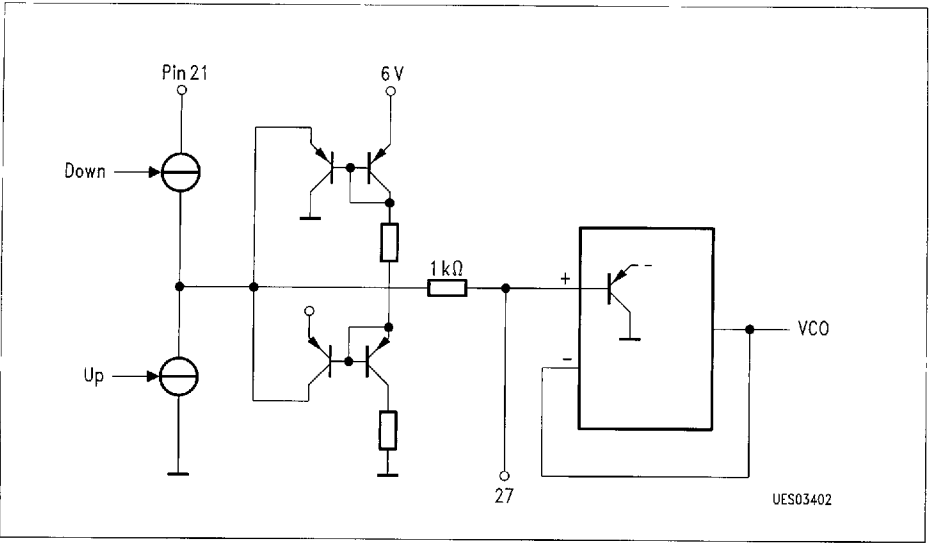 Pin 21
6 V
Down
1 kΩ
+
VCO
Up
−
27
UES03402